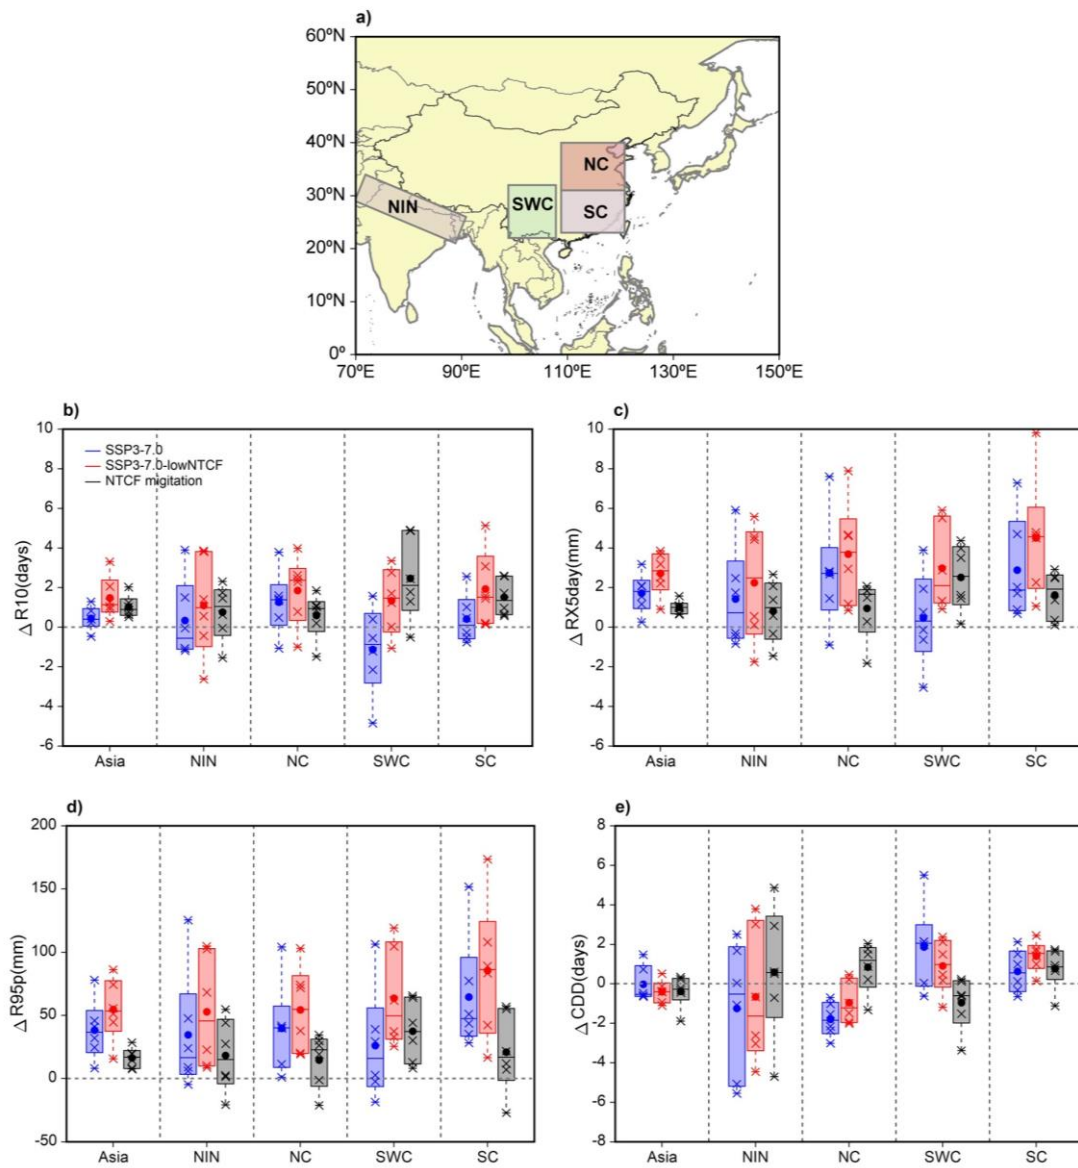 a)
60ºN
50ºN
40ºN
30ºN
20ºN
10ºN
0º
70ºE 90ºE 110ºE 130ºE 150ºE
NIN
SWC
NC
SC
b)
Δ R10(days)
10
8
6
4
2
0
-2
-4
-6
SSP3-7.0
SSP3-7.0-lowNTCF
NTCF migitation
Asia NIN NC SWC SC
c)
Δ RX5day(mm)
10
8
6
4
2
0
-2
-4
-6
Asia NIN NC SWC SC
d)
Δ R95p(mm)
200
150
100
50
0
-50
Asia NIN NC SWC SC
e)
Δ CDD(days)
8
6
4
2
0
-2
-4
-6
-8
Asia NIN NC SWC SC